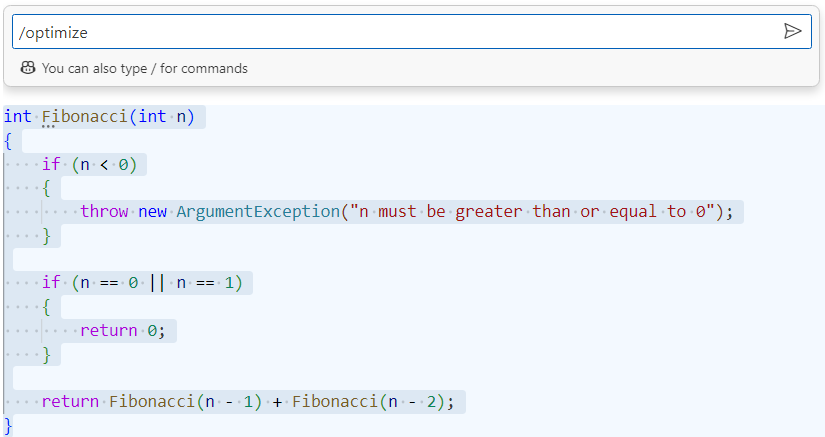 /optimize
You can also type / for commands
int Fibonacci(int n)
{
    if (n < 0)
    {
        throw new ArgumentException("n must be greater than or equal to 0");
    }

    if (n == 0 || n == 1)
    {
        return 0;
    }

    return Fibonacci(n - 1) + Fibonacci(n - 2);
}